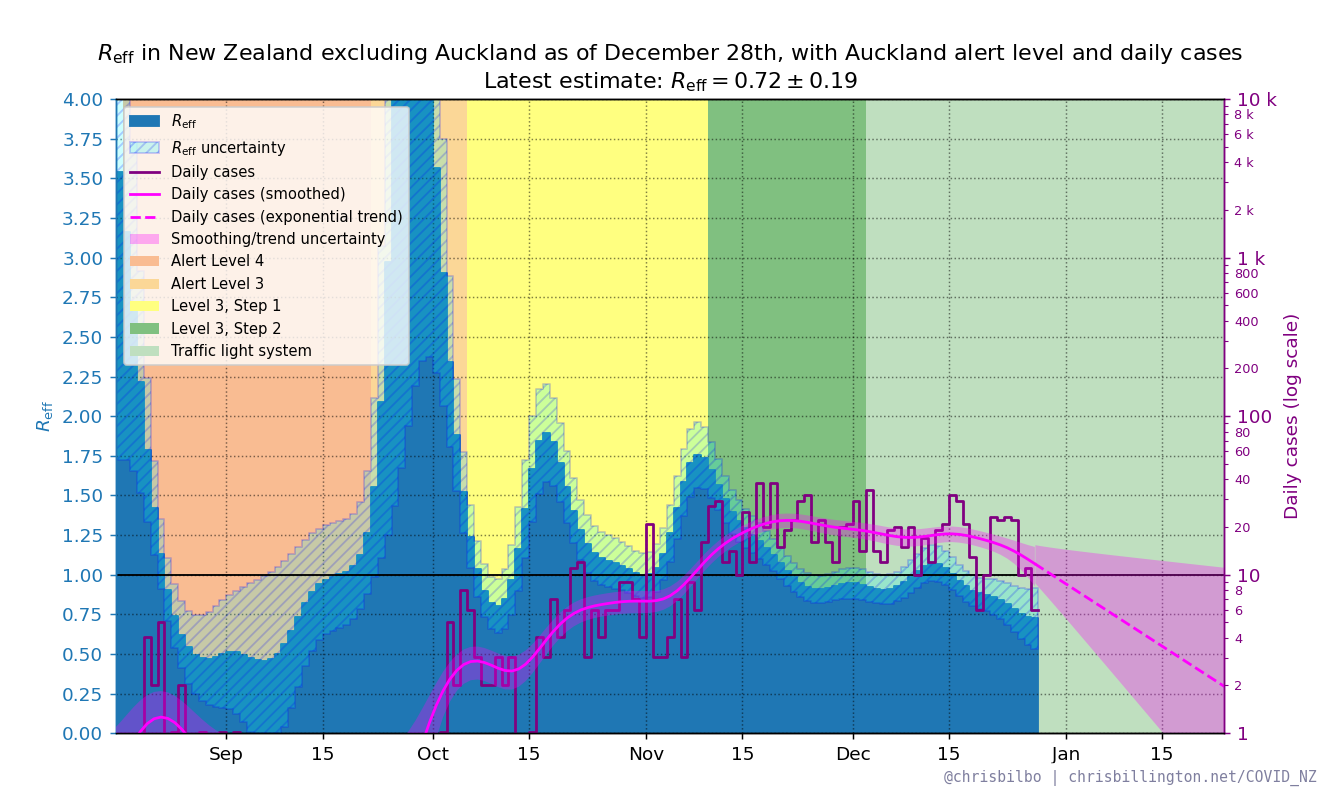 Reff in New Zealand excluding Auckland as of December 28th, with Auckland alert level and daily cases
Latest estimate: Reff = 0.72 ± 0.19
Reff
4.00
3.75
3.50
3.25
3.00
2.75
2.50
2.25
2.00
1.75
1.50
1.25
1.00
0.75
0.50
0.25
0.00
Reff
Reff uncertainty
Daily cases
Daily cases (smoothed)
Daily cases (exponential trend)
Smoothing/trend uncertainty
Alert Level 4
Alert Level 3
Level 3, Step 1
Level 3, Step 2
Traffic light system
10 k
8 k
6 k
4 k
2 k
1 k
800
600
400
200
100
80
60
40
20
10
8
6
4
2
1
Daily cases (log scale)
Sep 15 Oct 15 Nov 15 Dec 15 Jan 15
@chrisbilbo | chrisbillington.net/COVID_NZ